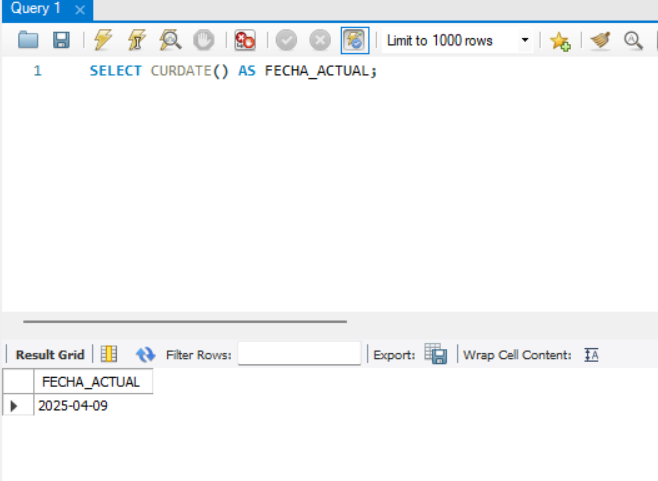 Query 1
Limit to 1000 rows
1 SELECT CURDATE() AS FECHA_ACTUAL;
Result Grid Filter Rows: Export: Wrap Cell Content: IA
FECHA_ACTUAL
2025-04-09